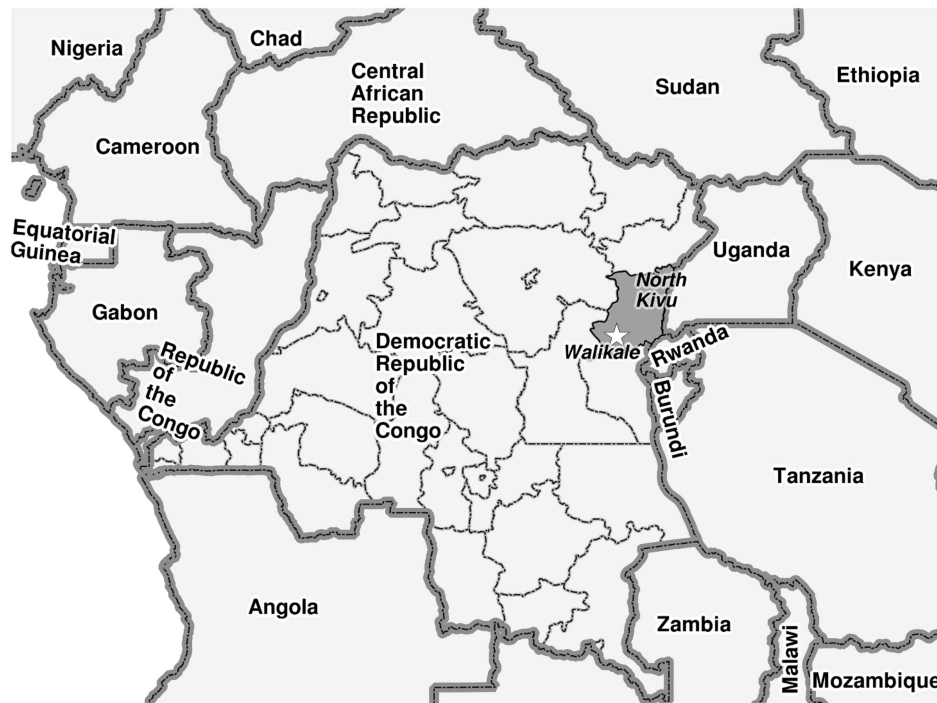 Nigeria
Chad
Central
African
Republic
Sudan
Ethiopia
Cameroon
Equatorial
Guinea
Uganda
Kenya
North
Kivu
Gabon
Republic
of
the
Congo
Democratic
Republic
of
the
Congo
Walikale
Rwanda
Burundi
Tanzania
Angola
Zambia
Malawi
Mozambique